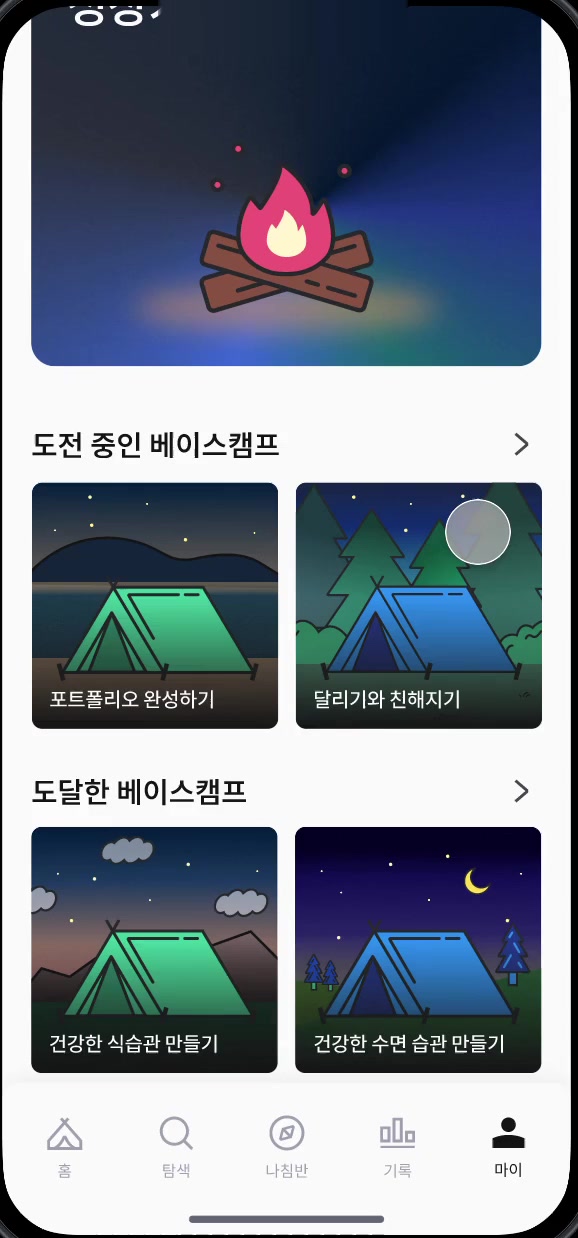 도전 중인 베이스캠프
포트폴리오 완성하기
달리기와 친해지기
도달한 베이스캠프
건강한 식습관 만들기
건강한 수면 습관 만들기
홈
탐색
나침반
기록
마이